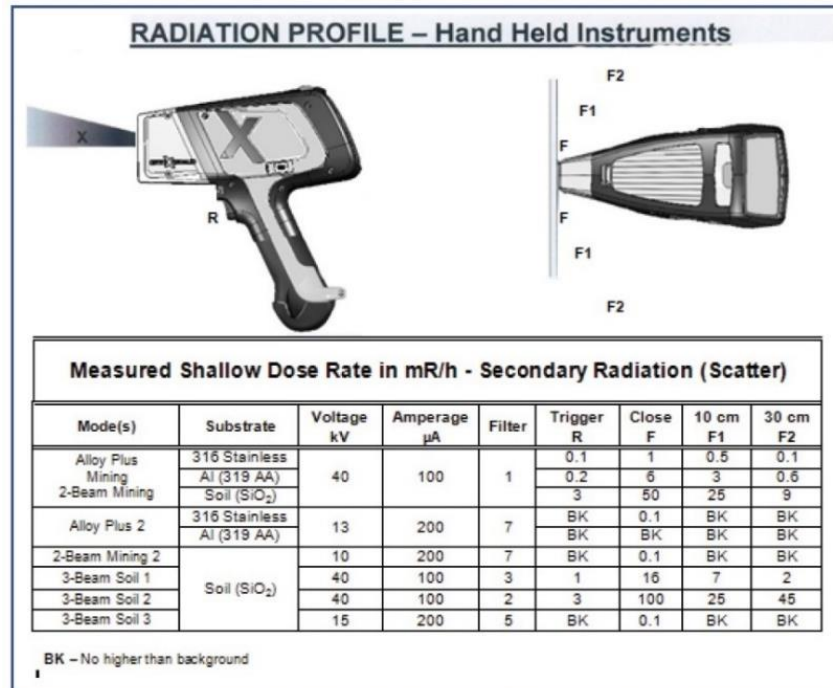 RADIATION PROFILE – Hand Held Instruments
F2
F1
X
F
R
F
F1
F2
Measured Shallow Dose Rate in mR/h - Secondary Radiation (Scatter)
Mode(s) Substrate Voltage kV Amperage µA Filter Trigger R Close F 10 cm F1 30 cm F2
Alloy Plus Mining 2-Beam Mining 316 Stainless 40 100 1 0.1 1 0.5 0.1
Al (319 AA) 0.2 6 3 0.6
Soil (SiO₂) 3 50 25 9
Alloy Plus 2 316 Stainless 13 200 7 BK 0.1 BK BK
Al (319 AA) BK BK BK BK
2-Beam Mining 2 Soil (SiO₂) 10 200 7 BK 0.1 BK BK
3-Beam Soil 1 40 100 3 1 16 7 2
3-Beam Soil 2 40 100 2 3 100 25 45
3-Beam Soil 3 15 200 5 BK 0.1 BK BK
BK – No higher than background